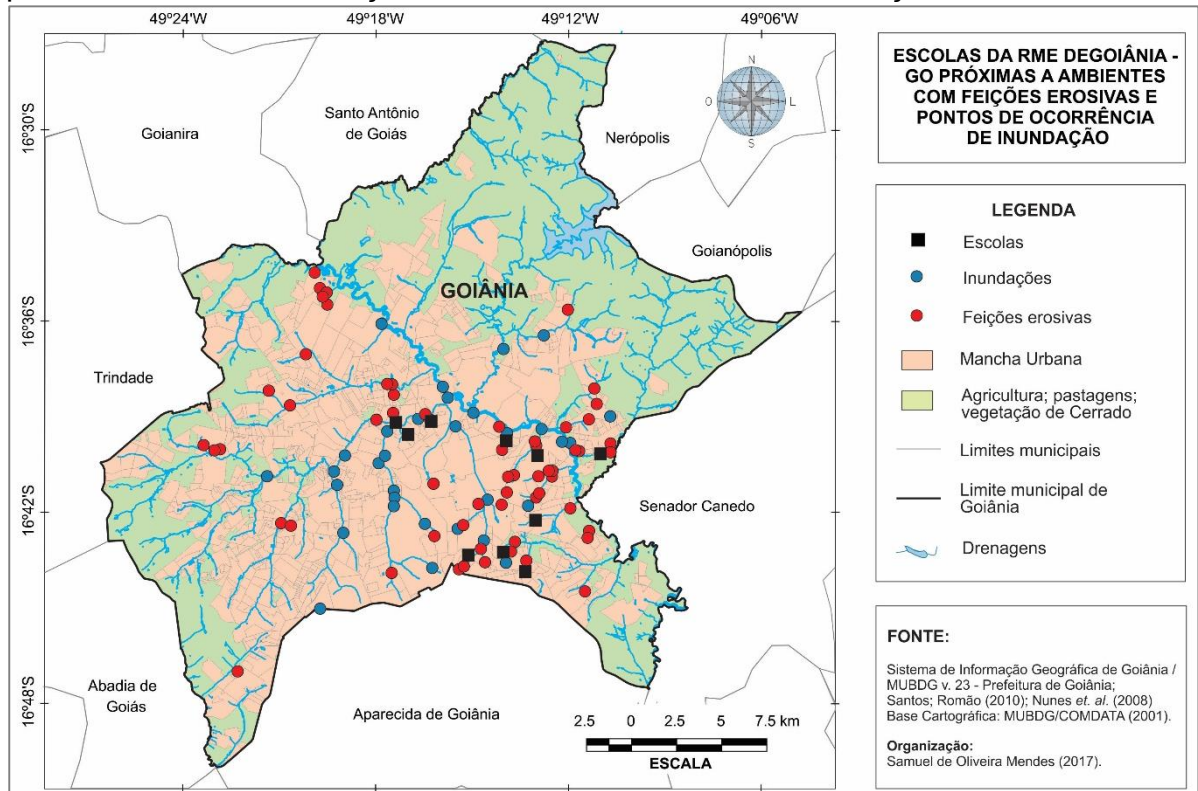 49°24'W
49°18'W
49°12'W
49°06'W
16°30'S
16°36'S
16°42'S
16°48'S
Goianira
Santo Antônio
de Goiás
Nerópolis
Goianópolis
GOIÂNIA
Trindade
Senador Canedo
Abadia de
Goiás
Aparecida de Goiânia
N
O
L
S
2.5 0 2.5 5 7.5 km
ESCALA
ESCOLAS DA RME DEGOIÂNIA -
GO PRÓXIMAS A AMBIENTES
COM FEIÇÕES EROSIVAS E
PONTOS DE OCORRÊNCIA
DE INUNDAÇÃO
LEGENDA
Escolas
Inundações
Feições erosivas
Mancha Urbana
Agricultura; pastagens;
vegetação de Cerrado
Limites municipais
Limite municipal de
Goiânia
Drenagens
FONTE:
Sistema de Informação Geográfica de Goiânia /
MUBDG v. 23 - Prefeitura de Goiânia;
Santos; Romão (2010); Nunes et. al. (2008)
Base Cartográfica: MUBDG/COMDATA (2001).
Organização:
Samuel de Oliveira Mendes (2017).